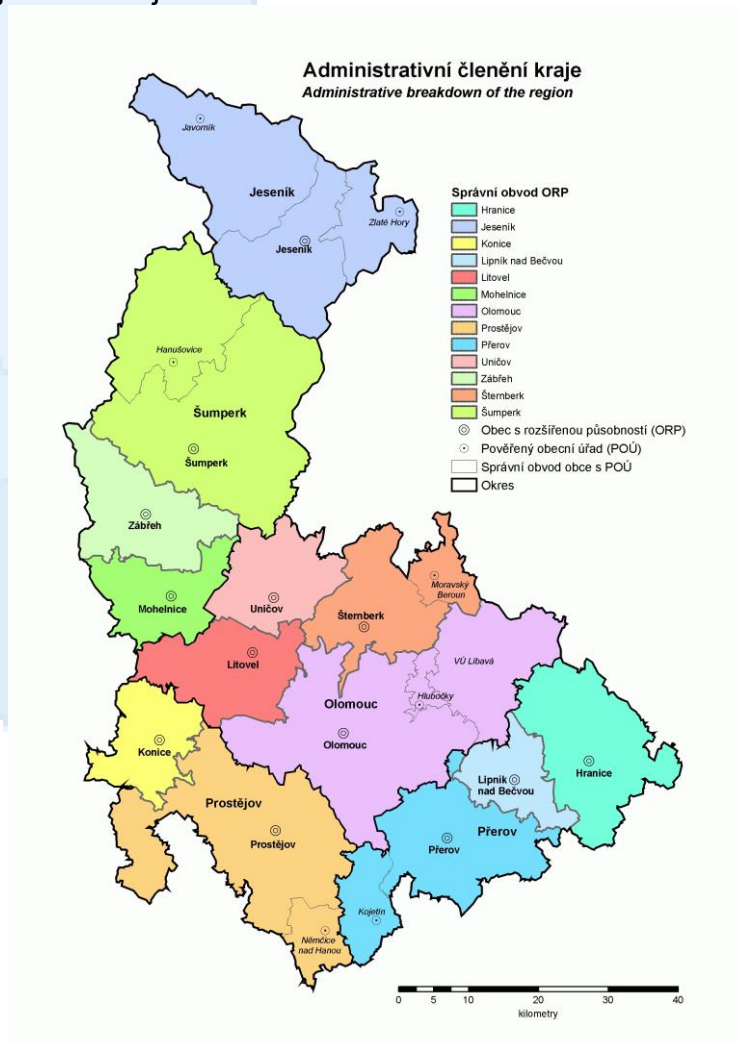 Administrativní členění kraje
Administrative breakdown of the region
Javorník
Jeseník
Zlaté Hory
Jeseník
Správní obvod ORP
Hranice
Jeseník
Konice
Lipník nad Bečvou
Litovel
Mohelnice
Olomouc
Prostějov
Přerov
Uničov
Zábřeh
Šternberk
Šumperk
Obec s rozšířenou působností (ORP)
Pověřený obecní úřad (POÚ)
Správní obvod obce s POÚ
Okres
Hanušovice
Šumperk
Šumperk
Zábřeh
Mohelnice
Uničov
Šternberk
Moravský
Beroun
Litovel
VÚ Libavá
Olomouc
Hlubočky
Olomouc
Konice
Lipník
nad Bečvou
Hranice
Prostějov
Prostějov
Přerov
Přerov
Kojetín
Němčice
nad Hanou
0 5 10 20 30 40
kilometry